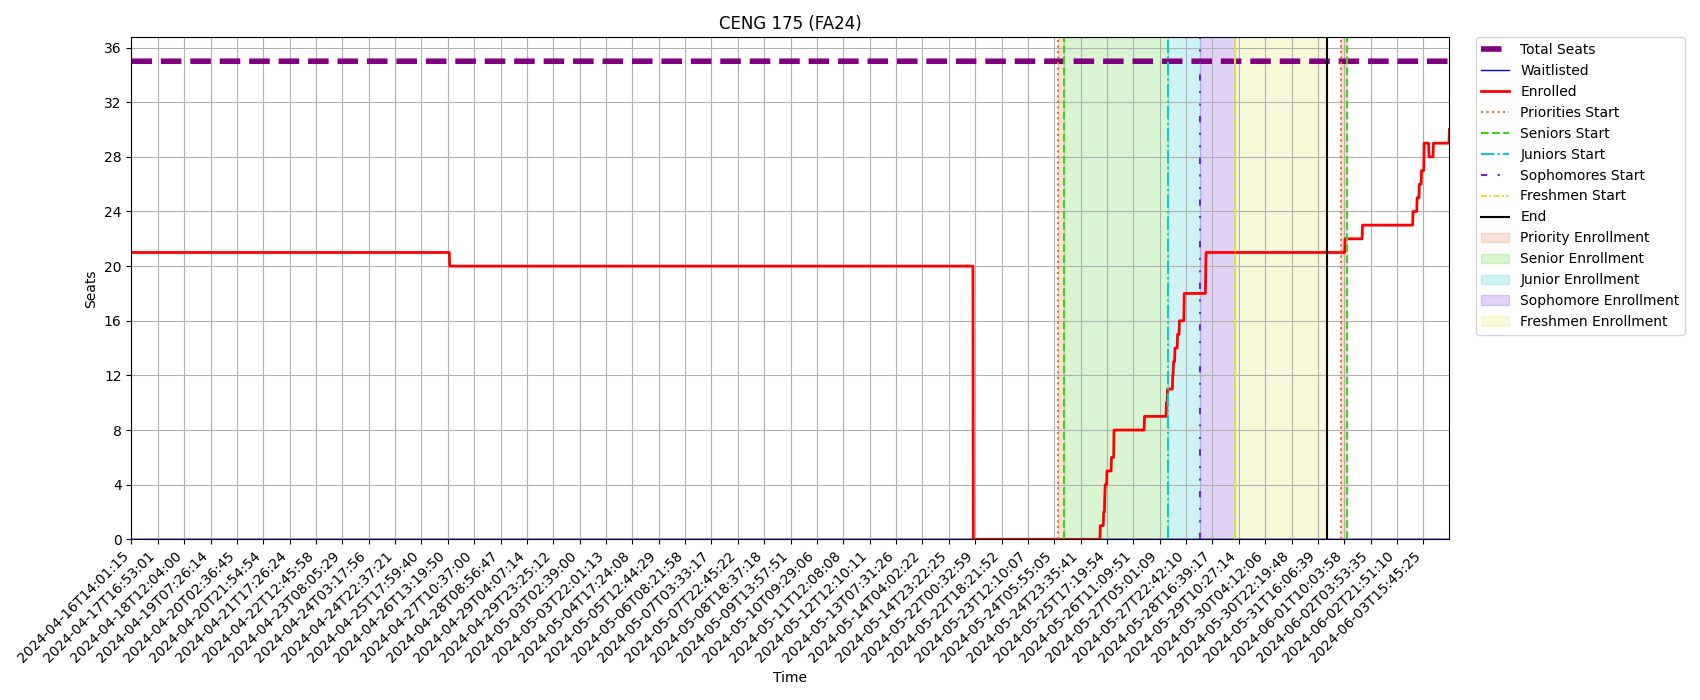 CENG 175 (FA24)
36
32
28
24
20
16
12
8
4
0
Seats
2024-04-16T14:01:15
2024-04-17T16:53:01
2024-04-18T12:04:00
2024-04-19T07:26:14
2024-04-20T02:36:45
2024-04-20T21:54:54
2024-04-21T17:26:24
2024-04-22T12:45:58
2024-04-23T08:05:29
2024-04-24T03:17:56
2024-04-24T22:37:21
2024-04-25T17:59:40
2024-04-26T13:19:50
2024-04-27T10:37:00
2024-04-28T08:56:47
2024-04-29T04:07:14
2024-04-29T23:25:12
2024-05-03T02:39:00
2024-05-03T22:01:13
2024-05-04T17:24:08
2024-05-05T12:44:29
2024-05-06T08:21:58
2024-05-07T03:33:17
2024-05-07T22:45:22
2024-05-08T18:37:18
2024-05-09T13:57:51
2024-05-10T09:29:06
2024-05-11T12:08:08
2024-05-12T12:10:11
2024-05-13T07:31:26
2024-05-14T04:02:22
2024-05-14T23:22:25
2024-05-22T00:32:59
2024-05-22T18:21:52
2024-05-23T12:10:07
2024-05-24T05:55:05
2024-05-24T23:35:41
2024-05-25T17:19:54
2024-05-26T11:09:51
2024-05-27T05:01:09
2024-05-27T22:42:10
2024-05-28T16:39:17
2024-05-29T10:27:14
2024-05-30T04:12:06
2024-05-30T22:19:48
2024-05-31T16:06:39
2024-06-01T10:03:58
2024-06-02T03:53:35
2024-06-02T21:51:10
2024-06-03T15:45:25
Time
Total Seats
Waitlisted
Enrolled
Priorities Start
Seniors Start
Juniors Start
Sophomores Start
Freshmen Start
End
Priority Enrollment
Senior Enrollment
Junior Enrollment
Sophomore Enrollment
Freshmen Enrollment